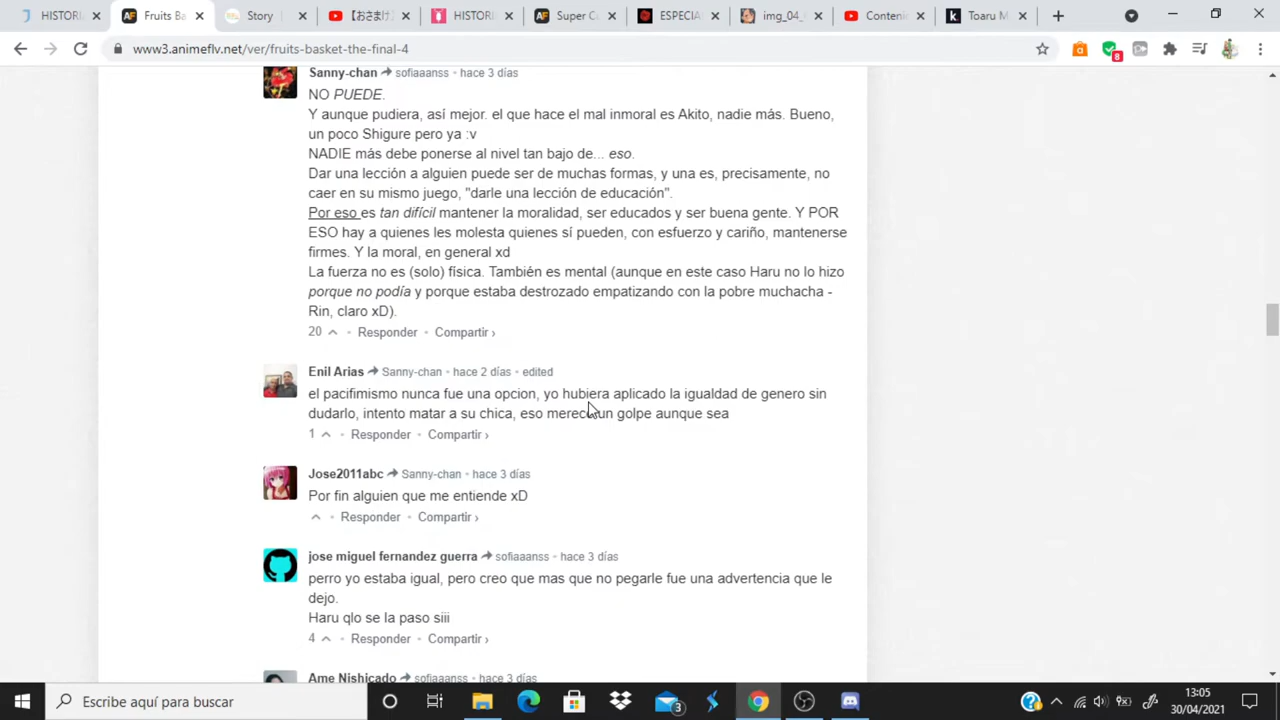 HISTORI
Fruits Ba
Story
【おさまけ
HISTORI
Super C
ESPECIA
img_04_
Conteni
Toaru M
www3.animeflv.net/ver/fruits-basket-the-final-4
8
Sanny-chan sofiaaanss • hace 3 días
NO PUEDE.
Y aunque pudiera, así mejor. el que hace el mal inmoral es Akito, nadie más. Bueno,
un poco Shigure pero ya :v
NADIE más debe ponerse al nivel tan bajo de... eso.
Dar una lección a alguien puede ser de muchas formas, y una es, precisamente, no
caer en su mismo juego, "darle una lección de educación".
Por eso es tan difícil mantener la moralidad, ser educados y ser buena gente. Y POR
ESO hay a quienes les molesta quienes sí pueden, con esfuerzo y cariño, mantenerse
firmes. Y la moral, en general xd
La fuerza no es (solo) física. También es mental (aunque en este caso Haru no lo hizo
porque no podía y porque estaba destrozado empatizando con la pobre muchacha -
Rin, claro xD).
20 • Responder • Compartir ›
Enil Arias Sanny-chan • hace 2 días • edited
el pacifimismo nunca fue una opcion, yo hubiera aplicado la igualdad de genero sin
dudarlo, intento matar a su chica, eso merece un golpe aunque sea
1 • Responder • Compartir ›
Jose2011abc Sanny-chan • hace 3 días
Por fin alguien que me entiende xD
• Responder • Compartir ›
jose miguel fernandez guerra sofiaaanss • hace 3 días
perro yo estaba igual, pero creo que mas que no pegarle fue una advertencia que le
dejo.
Haru qlo se la paso siii
4 • Responder • Compartir ›
Ame Nishicado sofiaaanss • hace 3 días
Escribe aquí para buscar
3
13:05
30/04/2021